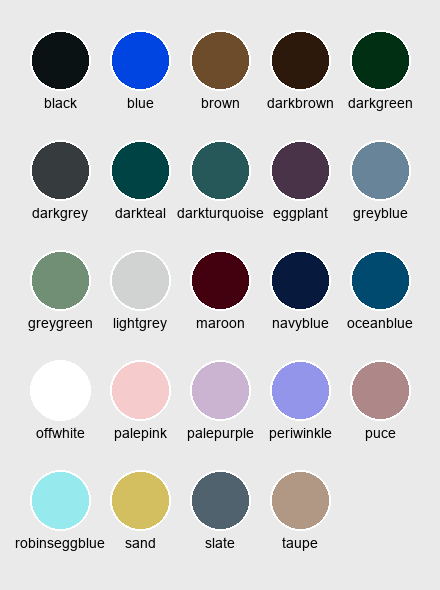 black blue brown darkbrown darkgreen
darkgrey darkteal darkturquoise eggplant greyblue
greygreen lightgrey maroon navyblue oceanblue
offwhite palepink palepurple periwinkle puce
robinseggblue sand slate taupe